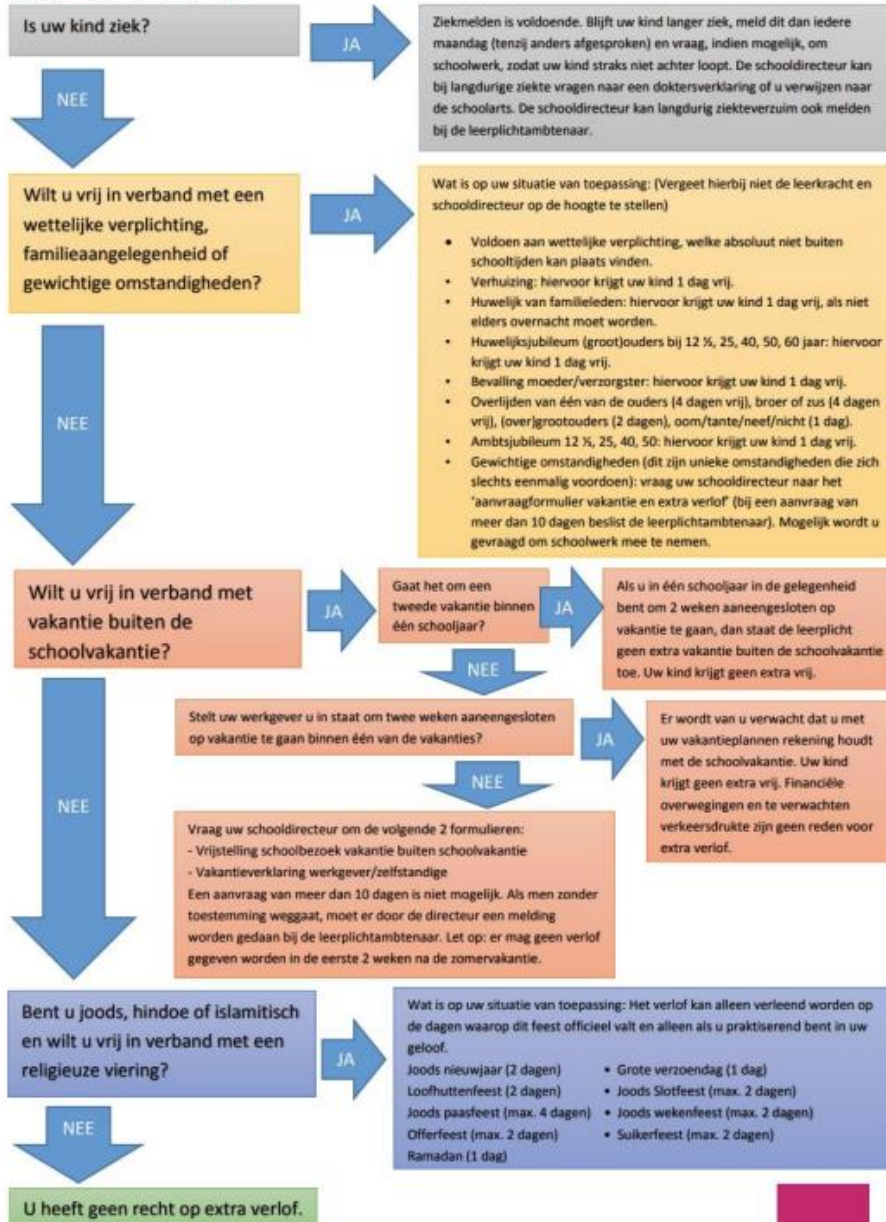 Is uw kind ziek?
JA
Ziekmelden is voldoende. Blijft uw kind langer ziek, meld dit dan iedere
maandag (tenzij anders afgesproken) en vraag, indien mogelijk, om
schoolwerk, zodat uw kind straks niet achter loopt. De schooldirecteur kan
bij langdurige ziekte vragen naar een doktersverklaring of u verwijzen naar
de schoolarts. De schooldirecteur kan langdurig ziekteverzuim ook melden
bij de leerplichtambtenaar.
NEE
Wilt u vrij in verband met een
wettelijke verplichting,
familieaangelegenheid of
gewichtige omstandigheden?
JA
Wat is op uw situatie van toepassing: (Vergeet hierbij niet de leerkracht en
schooldirecteur op de hoogte te stellen)
• Voldoen aan wettelijke verplichting, welke absoluut niet buiten
schooltijden kan plaats vinden.
• Verhuizing: hiervoor krijgt uw kind 1 dag vrij.
• Huwelijk van familieleden: hiervoor krijgt uw kind 1 dag vrij, als niet
elders overnacht moet worden.
• Huwelijksjubileum (groot)ouders bij 12 ½, 25, 40, 50, 60 jaar: hiervoor
krijgt uw kind 1 dag vrij.
• Bevalling moeder/verzorgster: hiervoor krijgt uw kind 1 dag vrij.
• Overlijden van één van de ouders (4 dagen vrij), broer of zus (4 dagen
vrij), (over)grootouders (2 dagen), oom/tante/neef/nicht (1 dag).
• Ambtsjubileum 12 ½, 25, 40, 50: hiervoor krijgt uw kind 1 dag vrij.
• Gewichtige omstandigheden (dit zijn unieke omstandigheden die zich
slechts eenmalig voordoen): vraag uw schooldirecteur naar het
'aanvraagformulier vakantie en extra verlof' (bij een aanvraag van
meer dan 10 dagen beslist de leerplichtambtenaar). Mogelijk wordt u
gevraagd om schoolwerk mee te nemen.
NEE
Wilt u vrij in verband met
vakantie buiten de
schoolvakantie?
JA
Gaat het om een
tweede vakantie binnen
één schooljaar?
JA
Als u in één schooljaar in de gelegenheid
bent om 2 weken aaneengesloten op
vakantie te gaan, dan staat de leerplicht
geen extra vakantie buiten de schoolvakantie
toe. Uw kind krijgt geen extra vrij.
NEE
Stelt uw werkgever u in staat om twee weken aaneengesloten
op vakantie te gaan binnen één van de vakanties?
JA
Er wordt van u verwacht dat u met
uw vakantieplannen rekening houdt
met de schoolvakantie. Uw kind
krijgt geen extra vrij. Financiële
overwegingen en te verwachten
verkeersdrukte zijn geen reden voor
extra verlof.
NEE
Vraag uw schooldirecteur om de volgende 2 formulieren:
- Vrijstelling schoolbezoek vakantie buiten schoolvakantie
- Vakantieverklaring werkgever/zelfstandige
Een aanvraag van meer dan 10 dagen is niet mogelijk. Als men zonder
toestemming weggaat, moet er door de directeur een melding
worden gedaan bij de leerplichtambtenaar. Let op: er mag geen verlof
gegeven worden in de eerste 2 weken na de zomervakantie.
NEE
Bent u joods, hindoe of islamitisch
en wilt u vrij in verband met een
religieuze viering?
JA
Wat is op uw situatie van toepassing: Het verlof kan alleen verleend worden op
de dagen waarop dit feest officieel valt en alleen als u praktiserend bent in uw
geloof.
Joods nieuwjaar (2 dagen) • Grote verzoendag (1 dag)
Loofhuttenfeest (2 dagen) • Joods Slotfeest (max. 2 dagen)
Joods paasfeest (max. 4 dagen) • Joods wekenfeest (max. 2 dagen)
Offerfeest (max. 2 dagen) • Suikerfeest (max. 2 dagen)
Ramadan (1 dag)
NEE
U heeft geen recht op extra verlof.